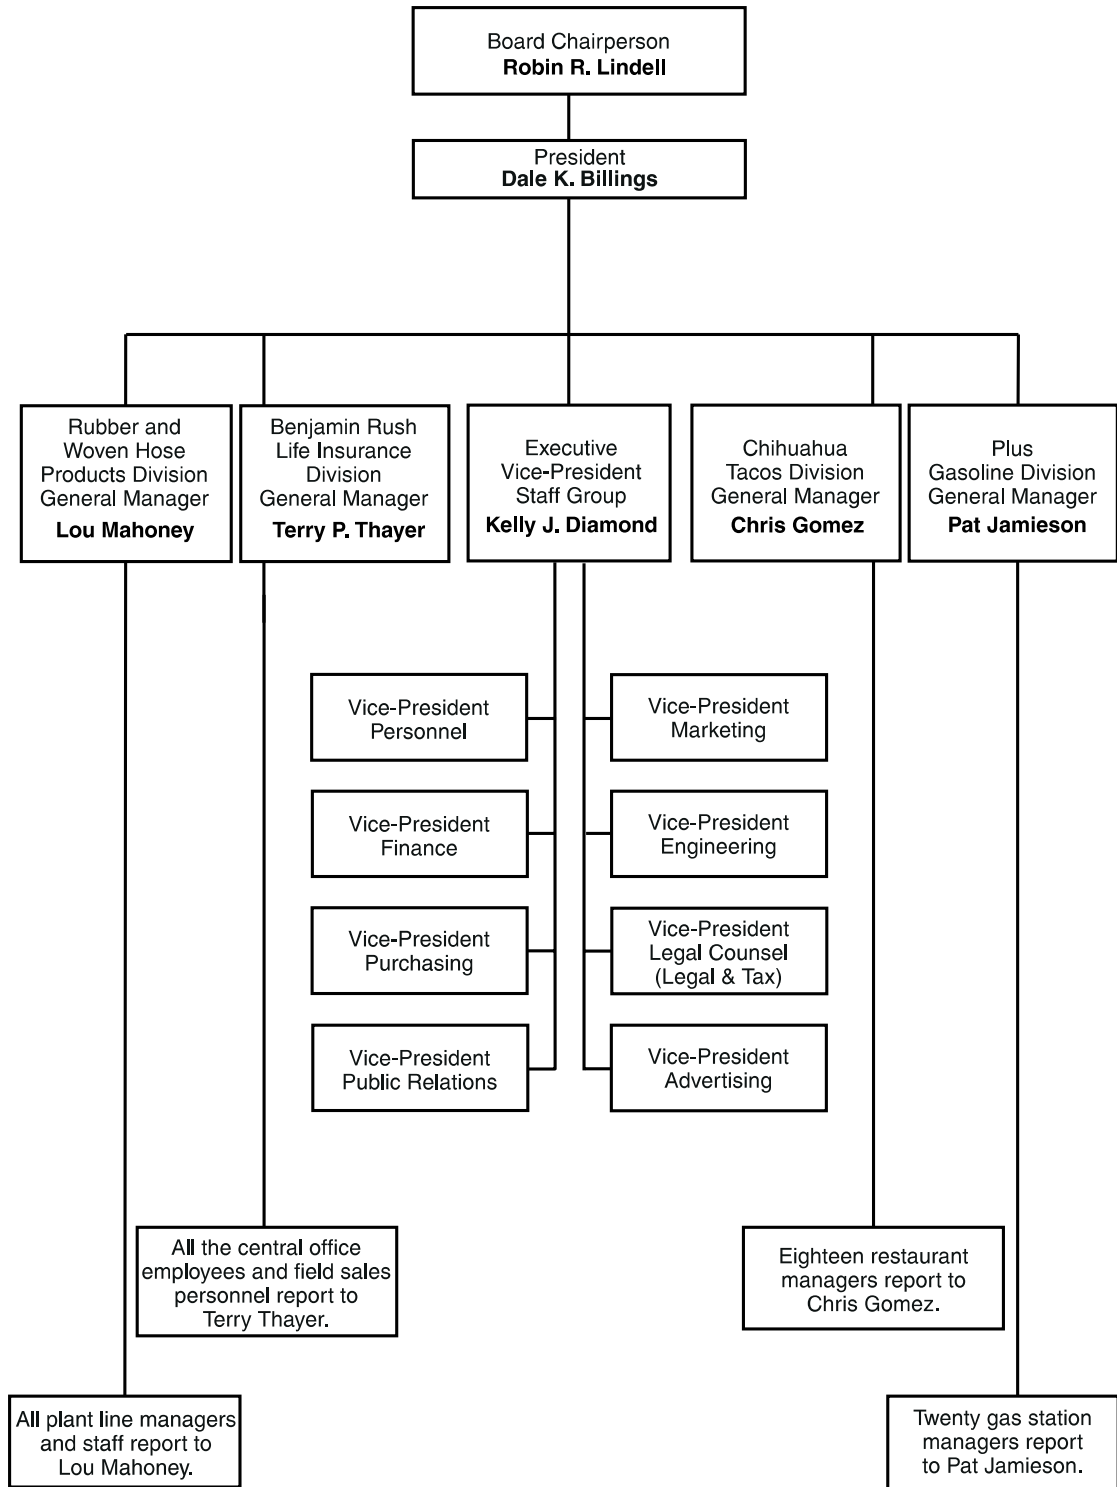 Board Chairperson
Robin R. Lindell
President
Dale K. Billings
Rubber and
Woven Hose
Products Division
General Manager
Lou Mahoney
Benjamin Rush
Life Insurance
Division
General Manager
Terry P. Thayer
Executive
Vice-President
Staff Group
Kelly J. Diamond
Chihuahua
Tacos Division
General Manager
Chris Gomez
Plus
Gasoline Division
General Manager
Pat Jamieson
Vice-President
Personnel
Vice-President
Marketing
Vice-President
Finance
Vice-President
Engineering
Vice-President
Purchasing
Vice-President
Legal Counsel
(Legal & Tax)
Vice-President
Public Relations
Vice-President
Advertising
All the central office
employees and field sales
personnel report to
Terry Thayer.
Eighteen restaurant
managers report to
Chris Gomez.
All plant line managers
and staff report to
Lou Mahoney.
Twenty gas station
managers report
to Pat Jamieson.